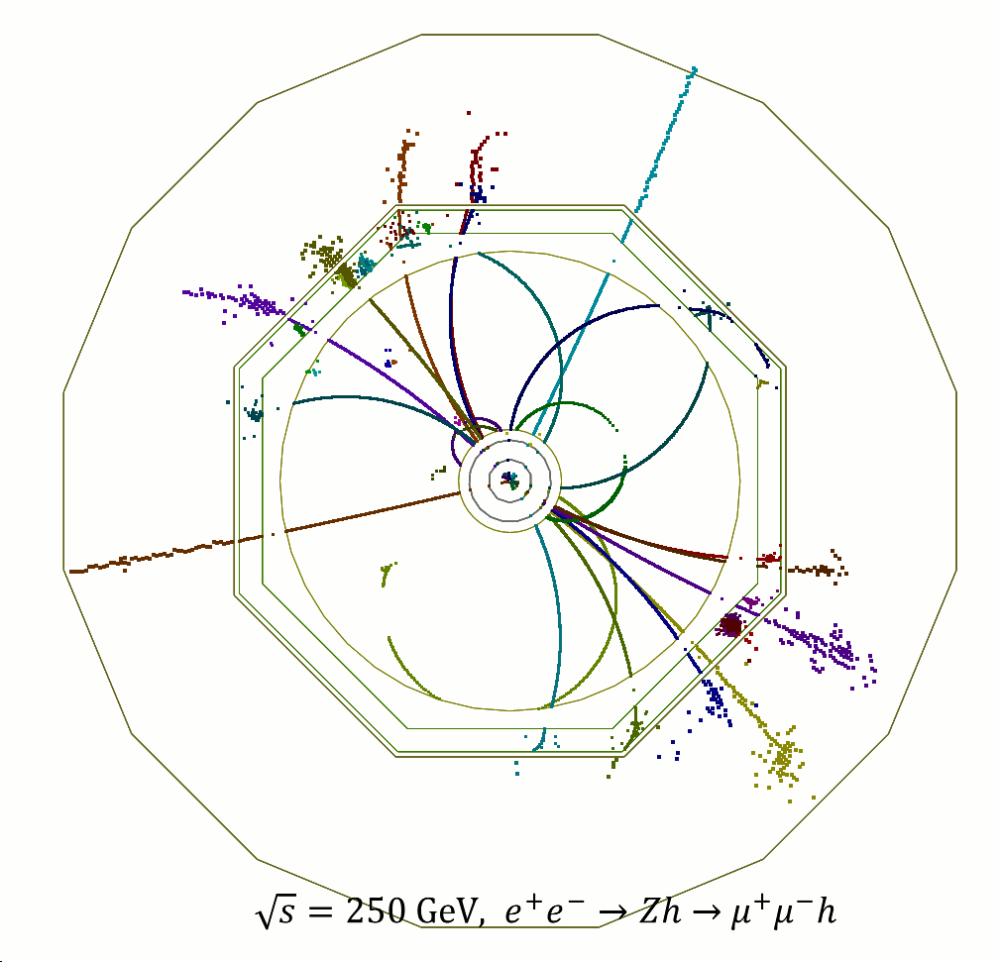 √s = 250 GeV, e⁺e⁻ → Zh → μ⁺μ⁻h